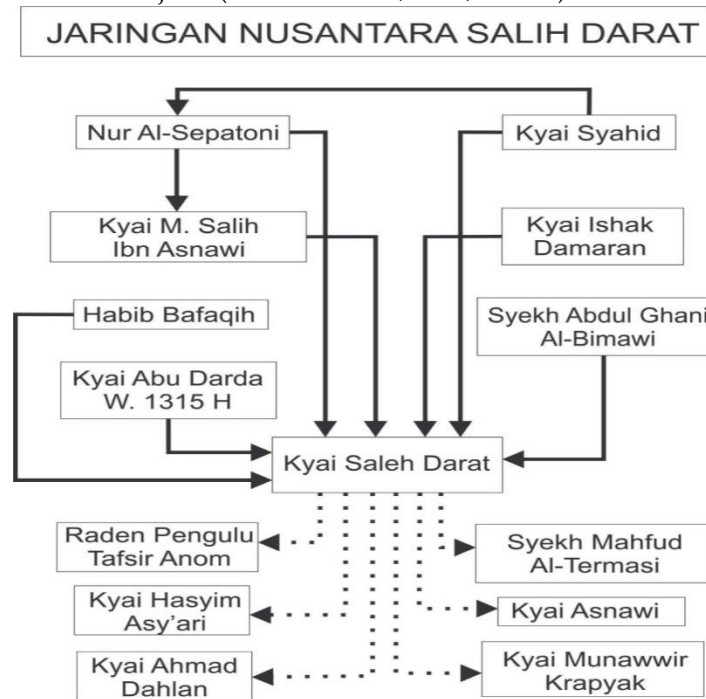 JARINGAN NUSANTARA SALIH DARAT
Nur Al-Sepatoni
Kyai Syahid
Kyai M. Salih
Ibn Asnawi
Kyai Ishak
Damaran
Habib Bafaqih
Syekh Abdul Ghani
Al-Bimawi
Kyai Abu Darda
W. 1315 H
Kyai Saleh Darat
Raden Pengulu
Tafsir Anom
Syekh Mahfud
Al-Termasi
Kyai Hasyim
Asy'ari
Kyai Asnawi
Kyai Ahmad
Dahlan
Kyai Munawwir
Krapyak